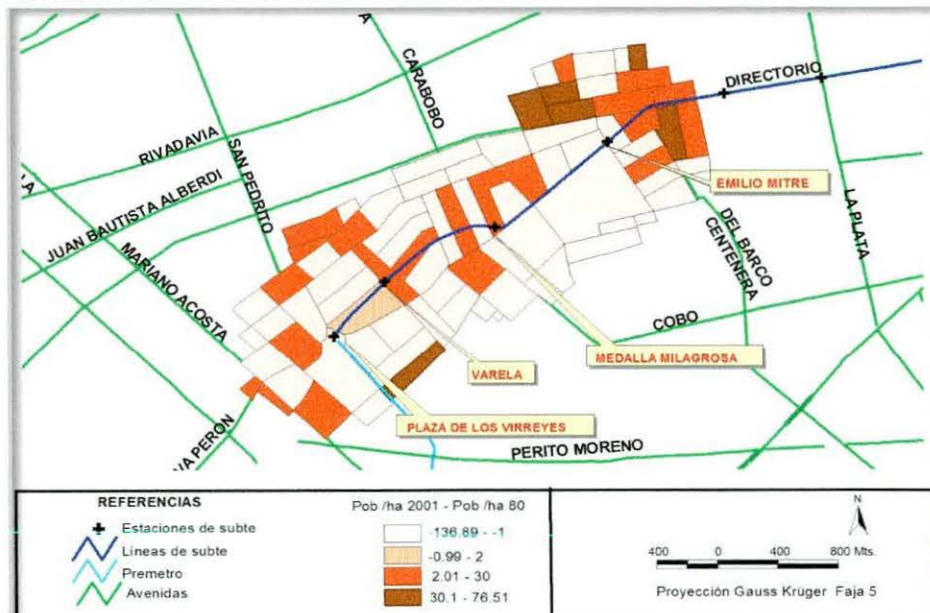 A
CARABOBO
DIRECTORIO
RIVADAVIA
SAN PEDRITO
LA
EMILIO MITRE
JUAN BAUTISTA ALBERDI
MARIANO ACOSTA
DEL BARCO
CENTENERA
LA PLATA
COBO
MEDALLA MILAGROSA
VARELA
PLAZA DE LOS VIRREYES
VA PERON
PERITO MORENO
REFERENCIAS
Estaciones de subte
Líneas de subte
Premetro
Avenidas
Pob /ha 2001 - Pob /ha 80
-136.89 - -1
-0.99 - 2
2.01 - 30
30.1 - 76.51
N
400 0 400 800 Mts.
Proyección Gauss Krüger Faja 5